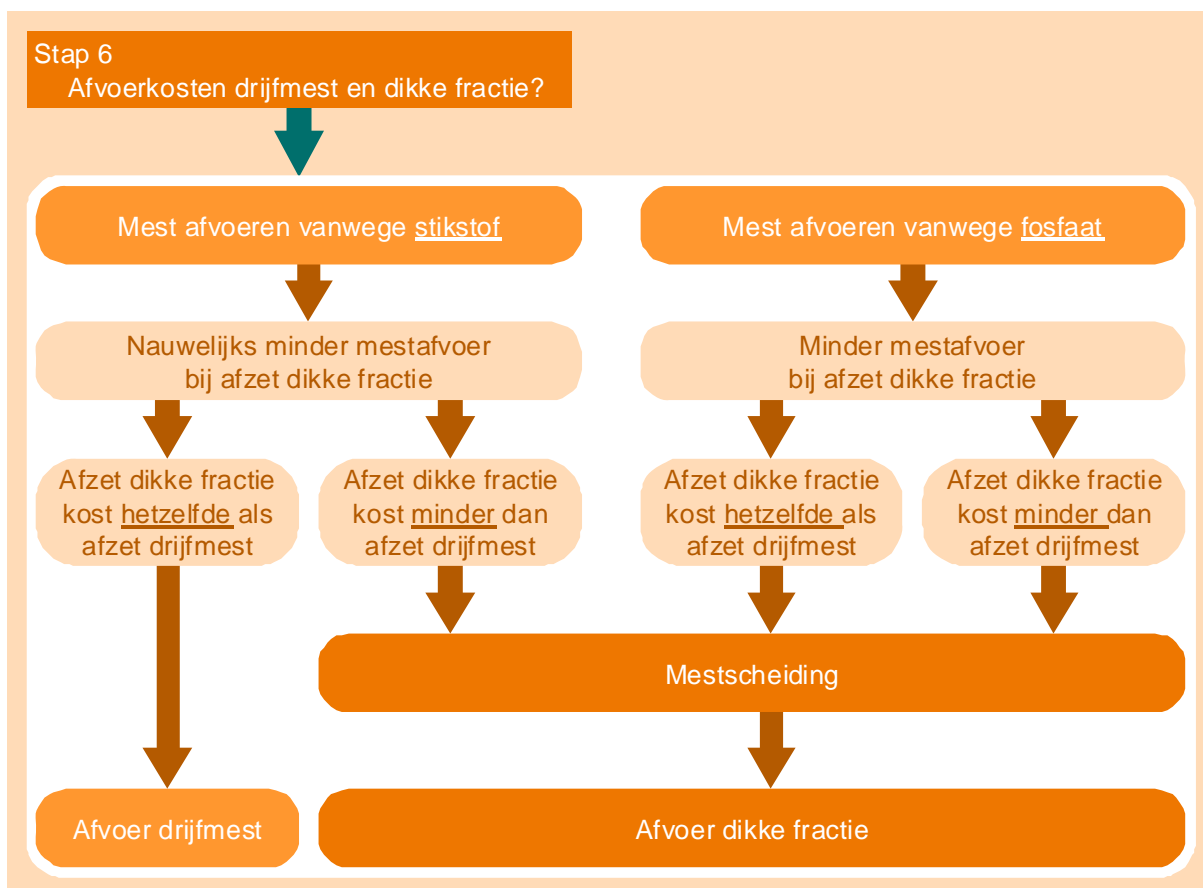 Stap 6
Afvoerkosten drijfmest en dikke fractie?
Mest afvoeren vanwege stikstof
Mest afvoeren vanwege fosfaat
Nauwelijks minder mestafvoer
bij afzet dikke fractie
Minder mestafvoer
bij afzet dikke fractie
Afzet dikke fractie
kost hetzelfde als
afzet drijfmest
Afzet dikke fractie
kost minder dan
afzet drijfmest
Afzet dikke fractie
kost hetzelfde als
afzet drijfmest
Afzet dikke fractie
kost minder dan
afzet drijfmest
Mestscheiding
Afvoer drijfmest
Afvoer dikke fractie